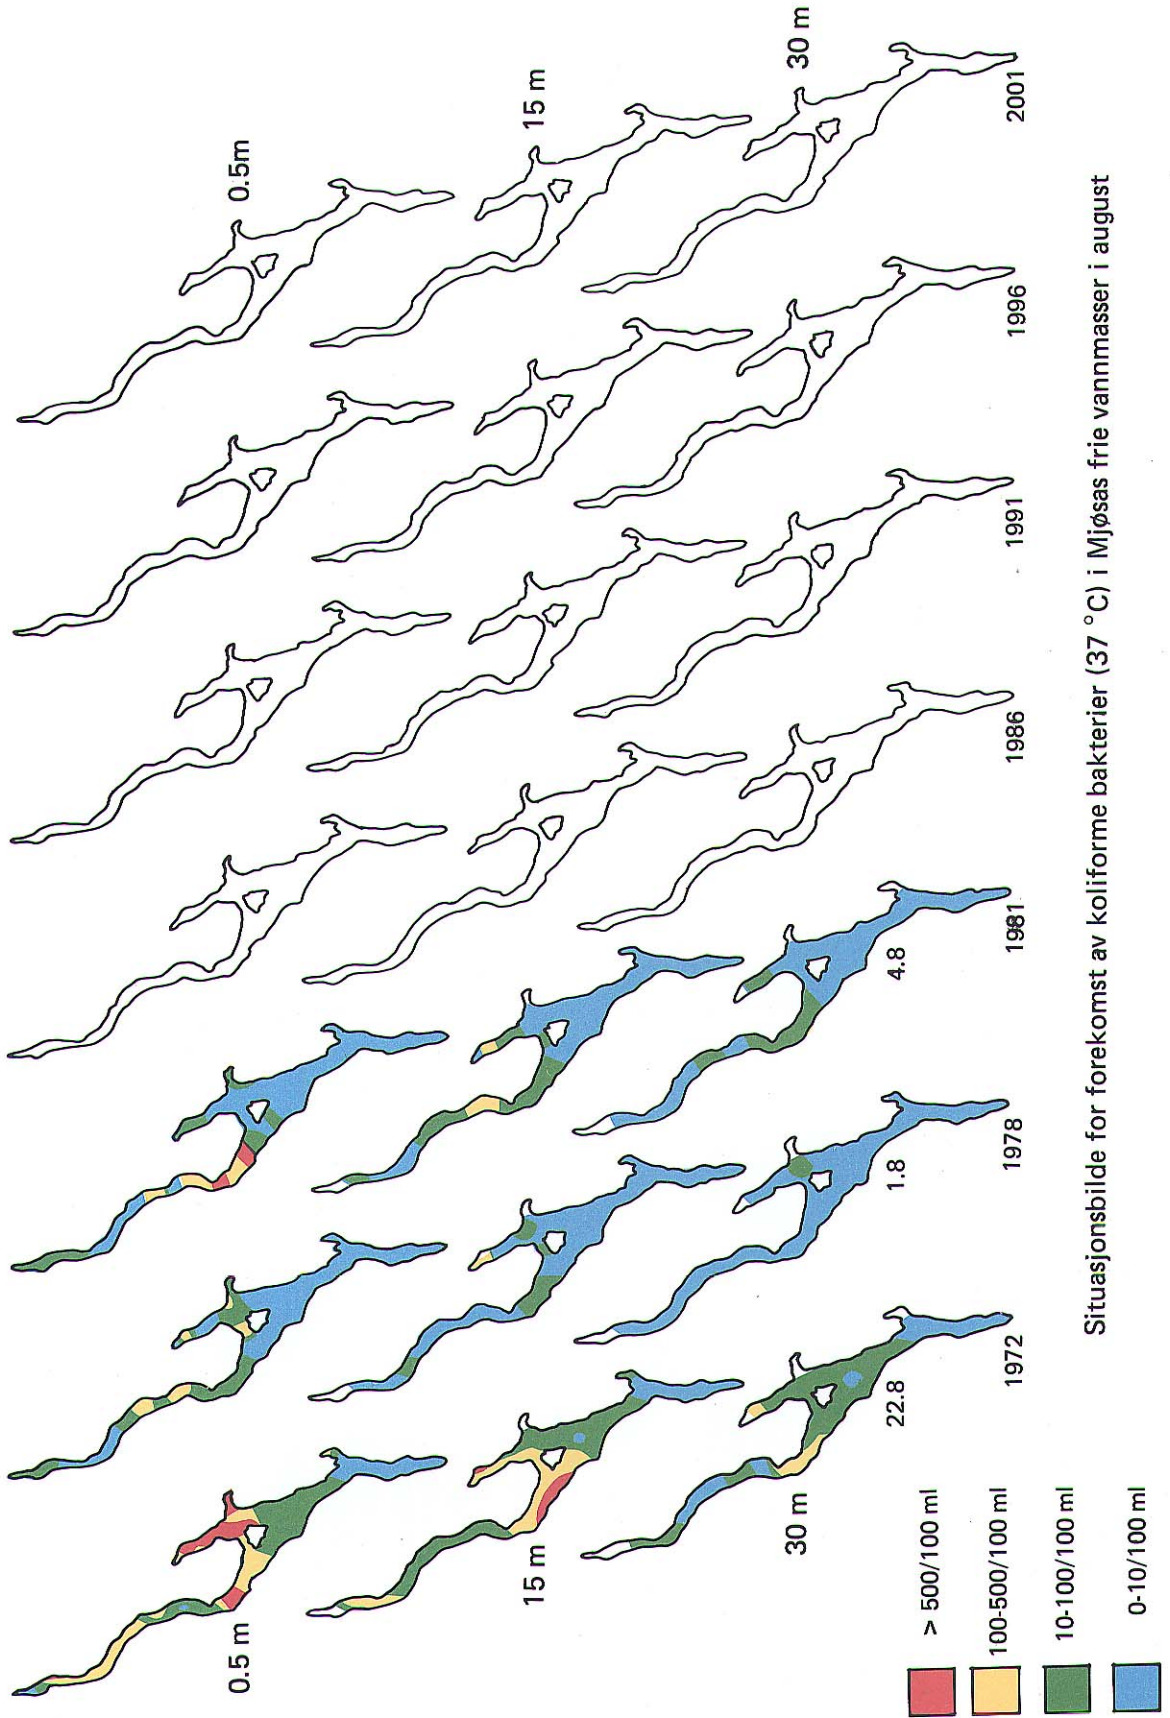 0.5m
15 m
30 m
2001
1996
1991
1986
1981
4.8
1978
1.8
1972
22.8
0.5 m
15 m
30 m
> 500/100 ml
100-500/100 ml
10-100/100 ml
0-10/100 ml
Situasjonsbilde for forekomst av koliforme bakterier (37 °C) i Mjøsas frie vannmasser i august